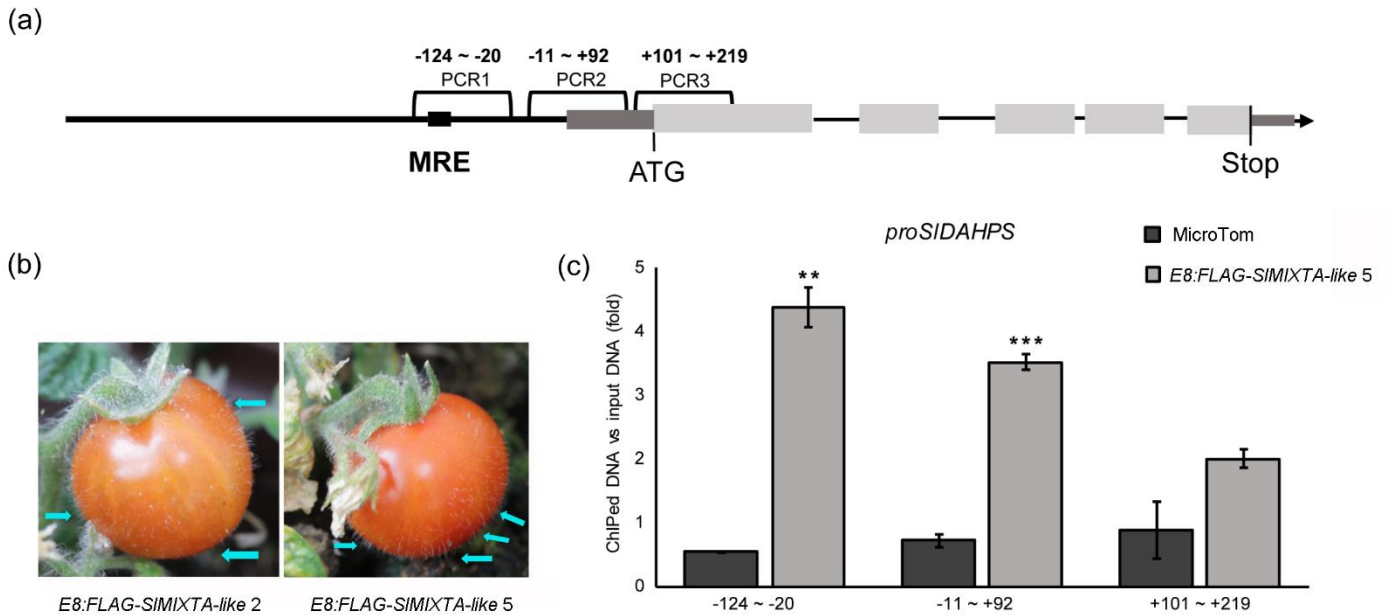 (a)
-124 ~ -20 -11 ~ +92 +101 ~ +219
PCR1 PCR2 PCR3
MRE
ATG
Stop
(b)
E8:FLAG-SlMIXTA-like 2 E8:FLAG-SlMIXTA-like 5
(c)
proSlDAHPS
MicroTom
E8:FLAG-SlMIXTA-like 5
ChIPed DNA vs input DNA (fold)
5
4
3
2
1
0
**
***
-124 ~ -20 -11 ~ +92 +101 ~ +219